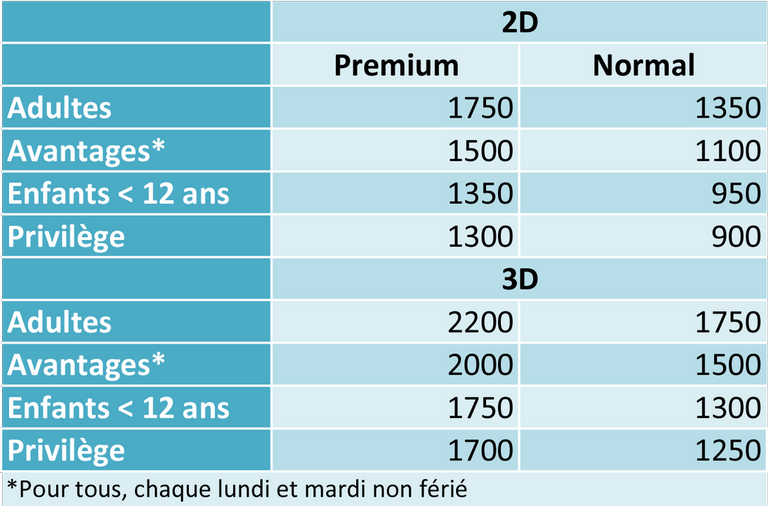 2D
Premium Normal
Adultes 1750 1350
Avantages* 1500 1100
Enfants < 12 ans 1350 950
Privilège 1300 900
3D
Adultes 2200 1750
Avantages* 2000 1500
Enfants < 12 ans 1750 1300
Privilège 1700 1250
*Pour tous, chaque lundi et mardi non férié